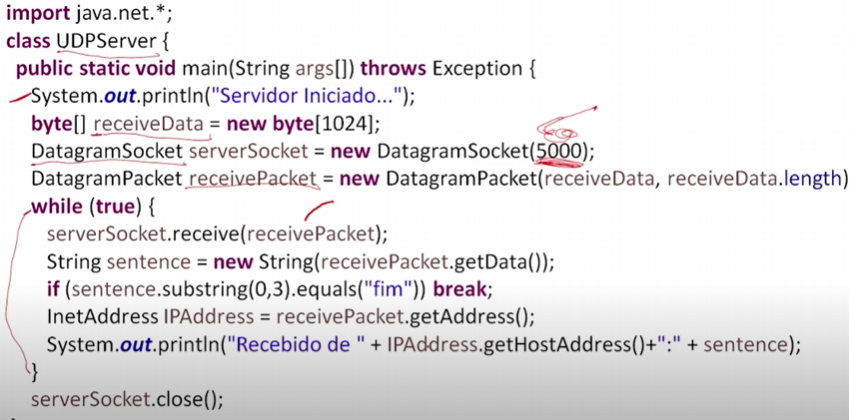 import java.net.*;
class UDPServer {
public static void main(String args[]) throws Exception {
System.out.println("Servidor Iniciado...");
byte[] receiveData = new byte[1024];
DatagramSocket serverSocket = new DatagramSocket(5000);
DatagramPacket receivePacket = new DatagramPacket(receiveData, receiveData.length)
while (true) {
serverSocket.receive(receivePacket);
String sentence = new String(receivePacket.getData());
if (sentence.substring(0,3).equals("fim")) break;
InetAddress IPAddress = receivePacket.getAddress();
System.out.println("Recebido de " + IPAddress.getHostAddress()+":" + sentence);
}
serverSocket.close();